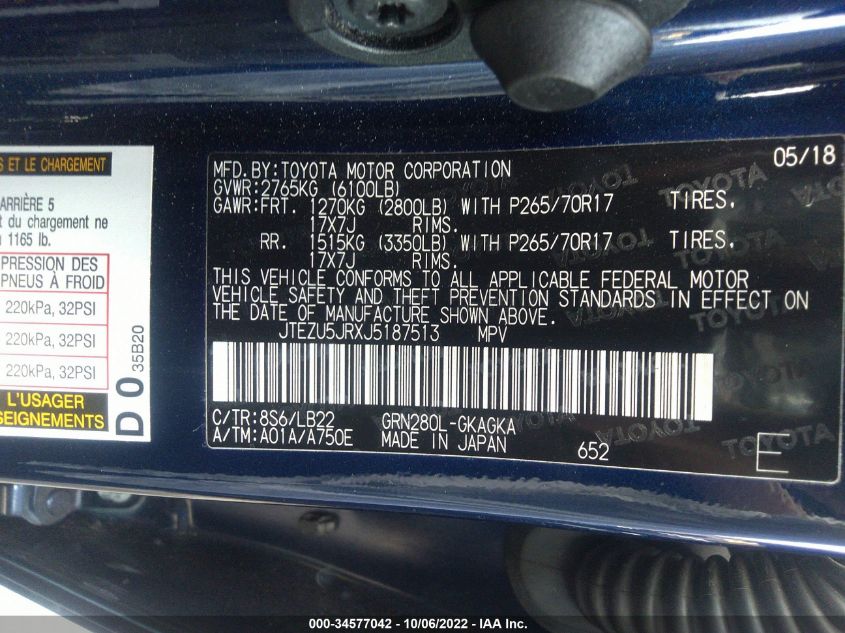 S ET LE CHARGEMENT
ARRIÈRE 5
t du chargement ne
1165 lb.
PRESSION DES
PNEUS À FROID
220kPa, 32PSI
220kPa, 32PSI
220kPa, 32PSI
L'USAGER
SEIGNEMENTS
D0 35B20
MFD.BY:TOYOTA MOTOR CORPORATION 05/18
GVWR:2765KG (6100LB)
GAWR:FRT. 1270KG (2800LB) WITH P265/70R17 TIRES,
17X7J RIMS.
RR. 1515KG (3350LB) WITH P265/70R17 TIRES,
17X7J RIMS.
THIS VEHICLE CONFORMS TO ALL APPLICABLE FEDERAL MOTOR
VEHICLE SAFETY AND THEFT PREVENTION STANDARDS IN EFFECT ON
THE DATE OF MANUFACTURE SHOWN ABOVE.
JTEZU5JRXJ5187513 MPV
C/TR:8S6/LB22 GRN280L-GKAGKA
A/TM:A01A/A750E MADE IN JAPAN 652 E
000-34577042 - 10/06/2022 - IAA Inc.